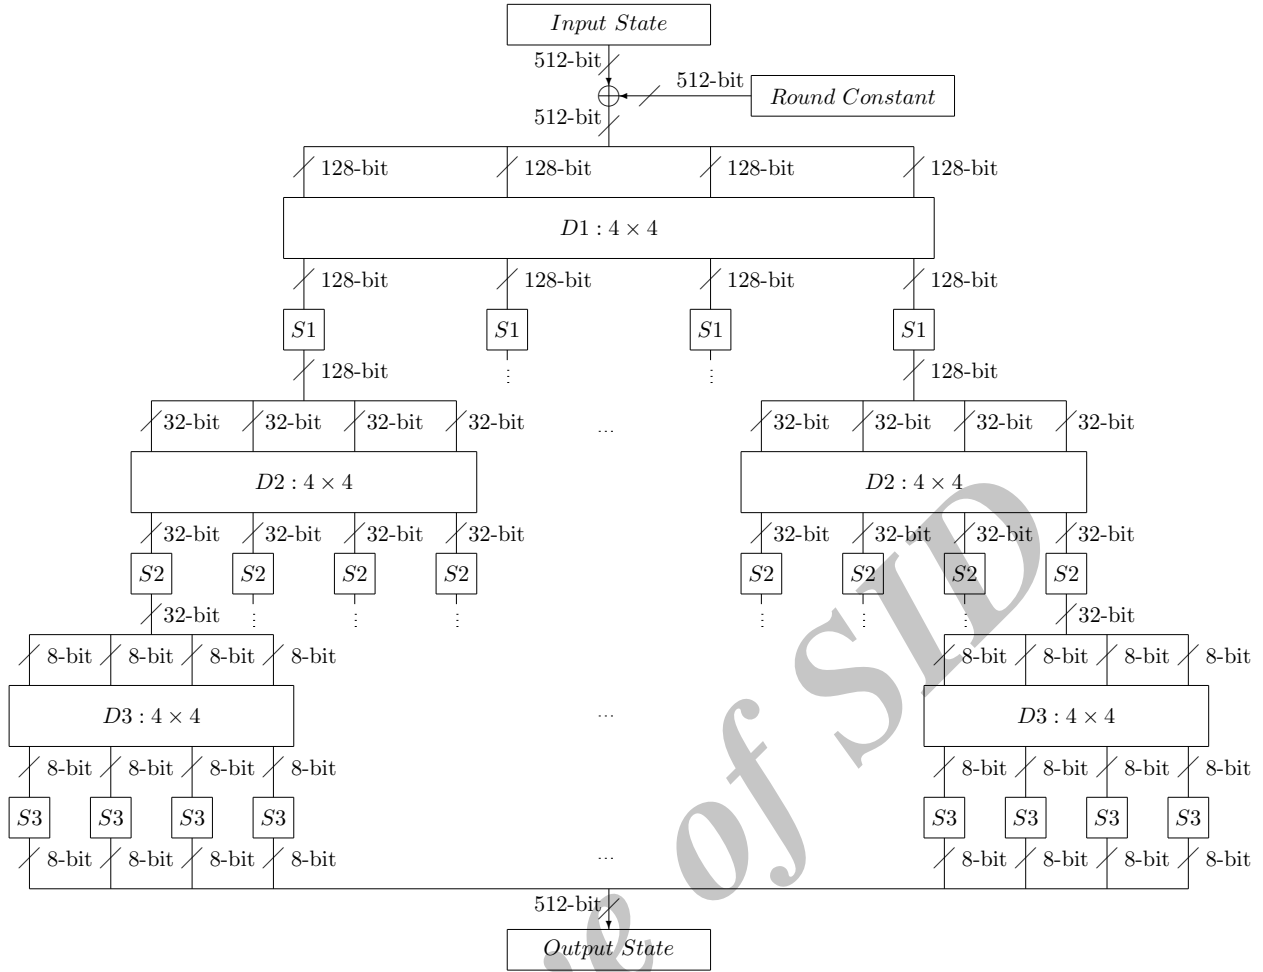 Input State
512-bit
512-bit
Round Constant
512-bit
128-bit 128-bit 128-bit 128-bit
D1 : 4 × 4
128-bit 128-bit 128-bit 128-bit
S1 S1 S1 S1
128-bit ⋮ ⋮ 128-bit
32-bit 32-bit 32-bit 32-bit ... 32-bit 32-bit 32-bit 32-bit
D2 : 4 × 4 D2 : 4 × 4
32-bit 32-bit 32-bit 32-bit 32-bit 32-bit 32-bit 32-bit
S2 S2 S2 S2 S2 S2 S2 S2
32-bit ⋮ ⋮ ⋮ ⋮ ⋮ ⋮ 32-bit
8-bit 8-bit 8-bit 8-bit 8-bit 8-bit 8-bit 8-bit
D3 : 4 × 4 ... D3 : 4 × 4
8-bit 8-bit 8-bit 8-bit 8-bit 8-bit 8-bit 8-bit
S3 S3 S3 S3 S3 S3 S3 S3
8-bit 8-bit 8-bit 8-bit ... 8-bit 8-bit 8-bit 8-bit
512-bit
Output State
of SID